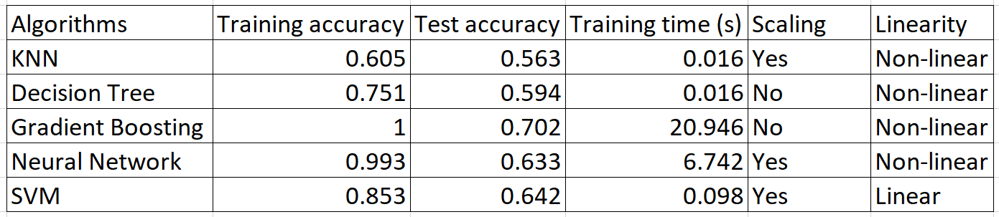 Algorithms Training accuracy Test accuracy Training time (s) Scaling Linearity
KNN 0.605 0.563 0.016 Yes Non-linear
Decision Tree 0.751 0.594 0.016 No Non-linear
Gradient Boosting 1 0.702 20.946 No Non-linear
Neural Network 0.993 0.633 6.742 Yes Non-linear
SVM 0.853 0.642 0.098 Yes Linear